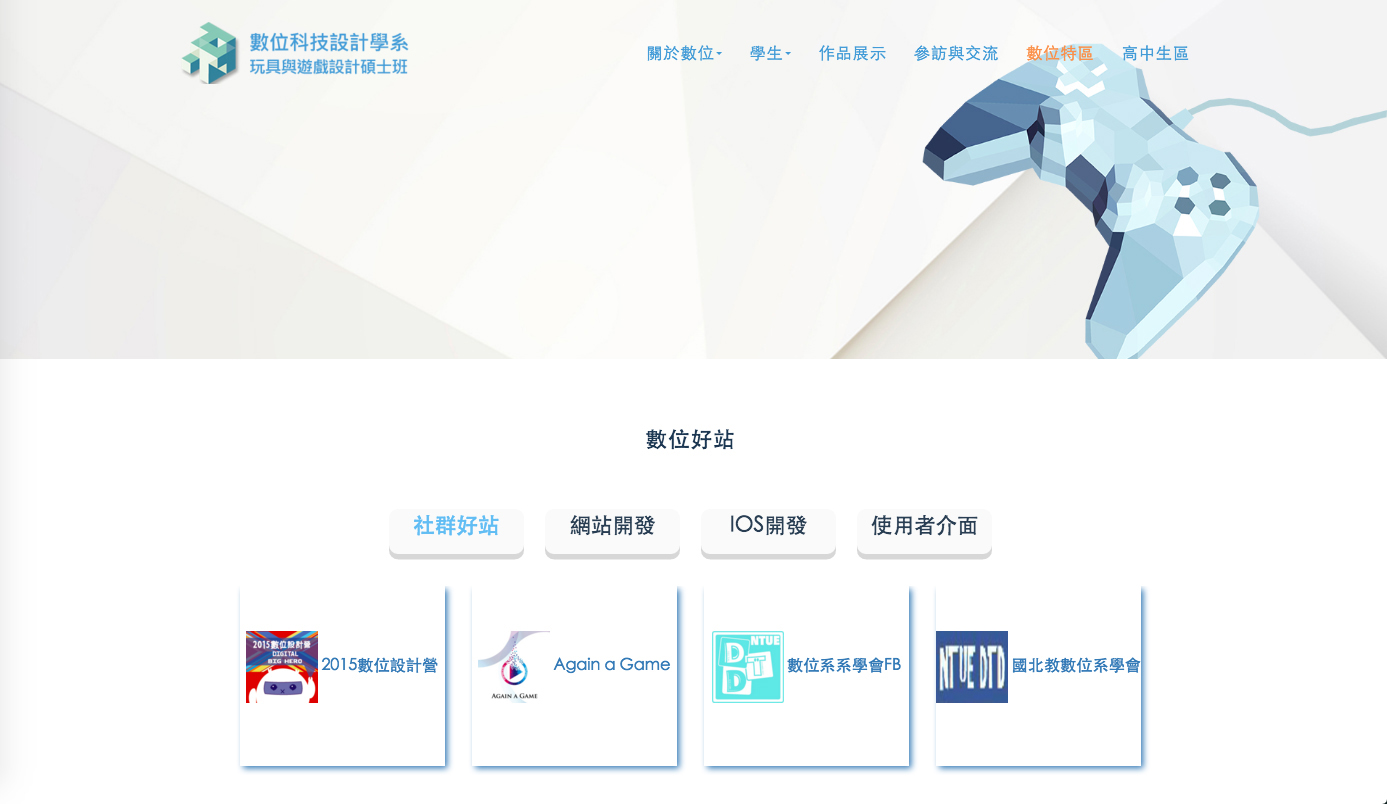 數位科技設計學系
玩具與遊戲設計碩士班
關於數位 學生 作品展示 參訪與交流 數位特區 高中生區
數位好站
社群好站 網站開發 IOS開發 使用者介面
2015數位設計營
DIGITAL
BIG HERO
2015數位設計營
AGAIN A GAME
Again a Game
NTUE
D T D
數位系系學會FB
NTUE DTD
國北教數位系學會